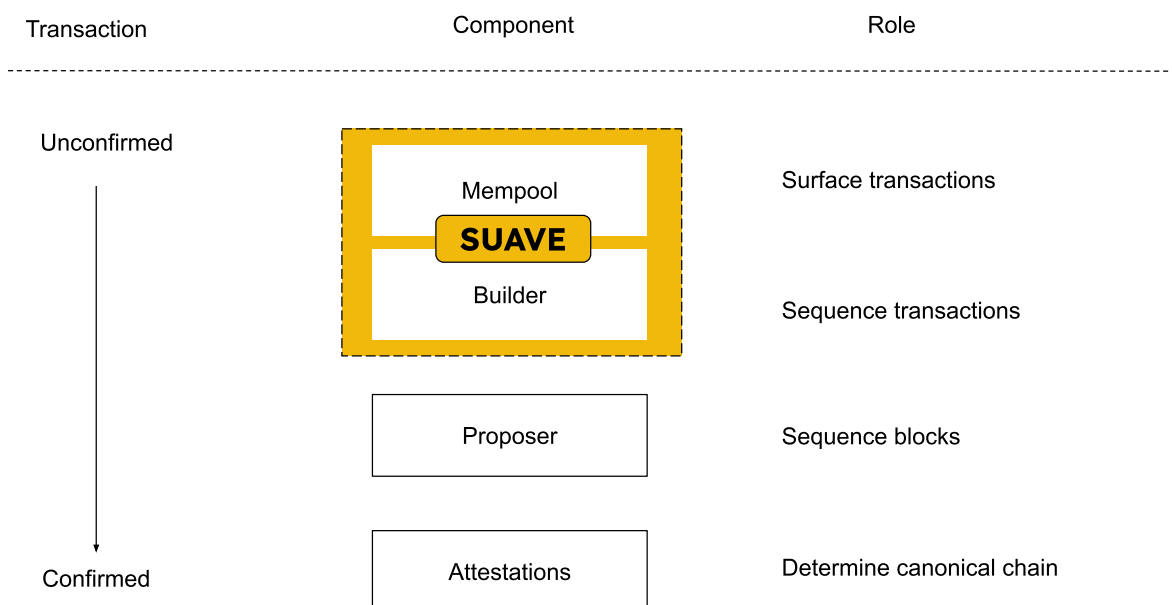 Transaction
Component
Role
Unconfirmed
Mempool
Surface transactions
SUAVE
Builder
Sequence transactions
Proposer
Sequence blocks
Confirmed
Attestations
Determine canonical chain